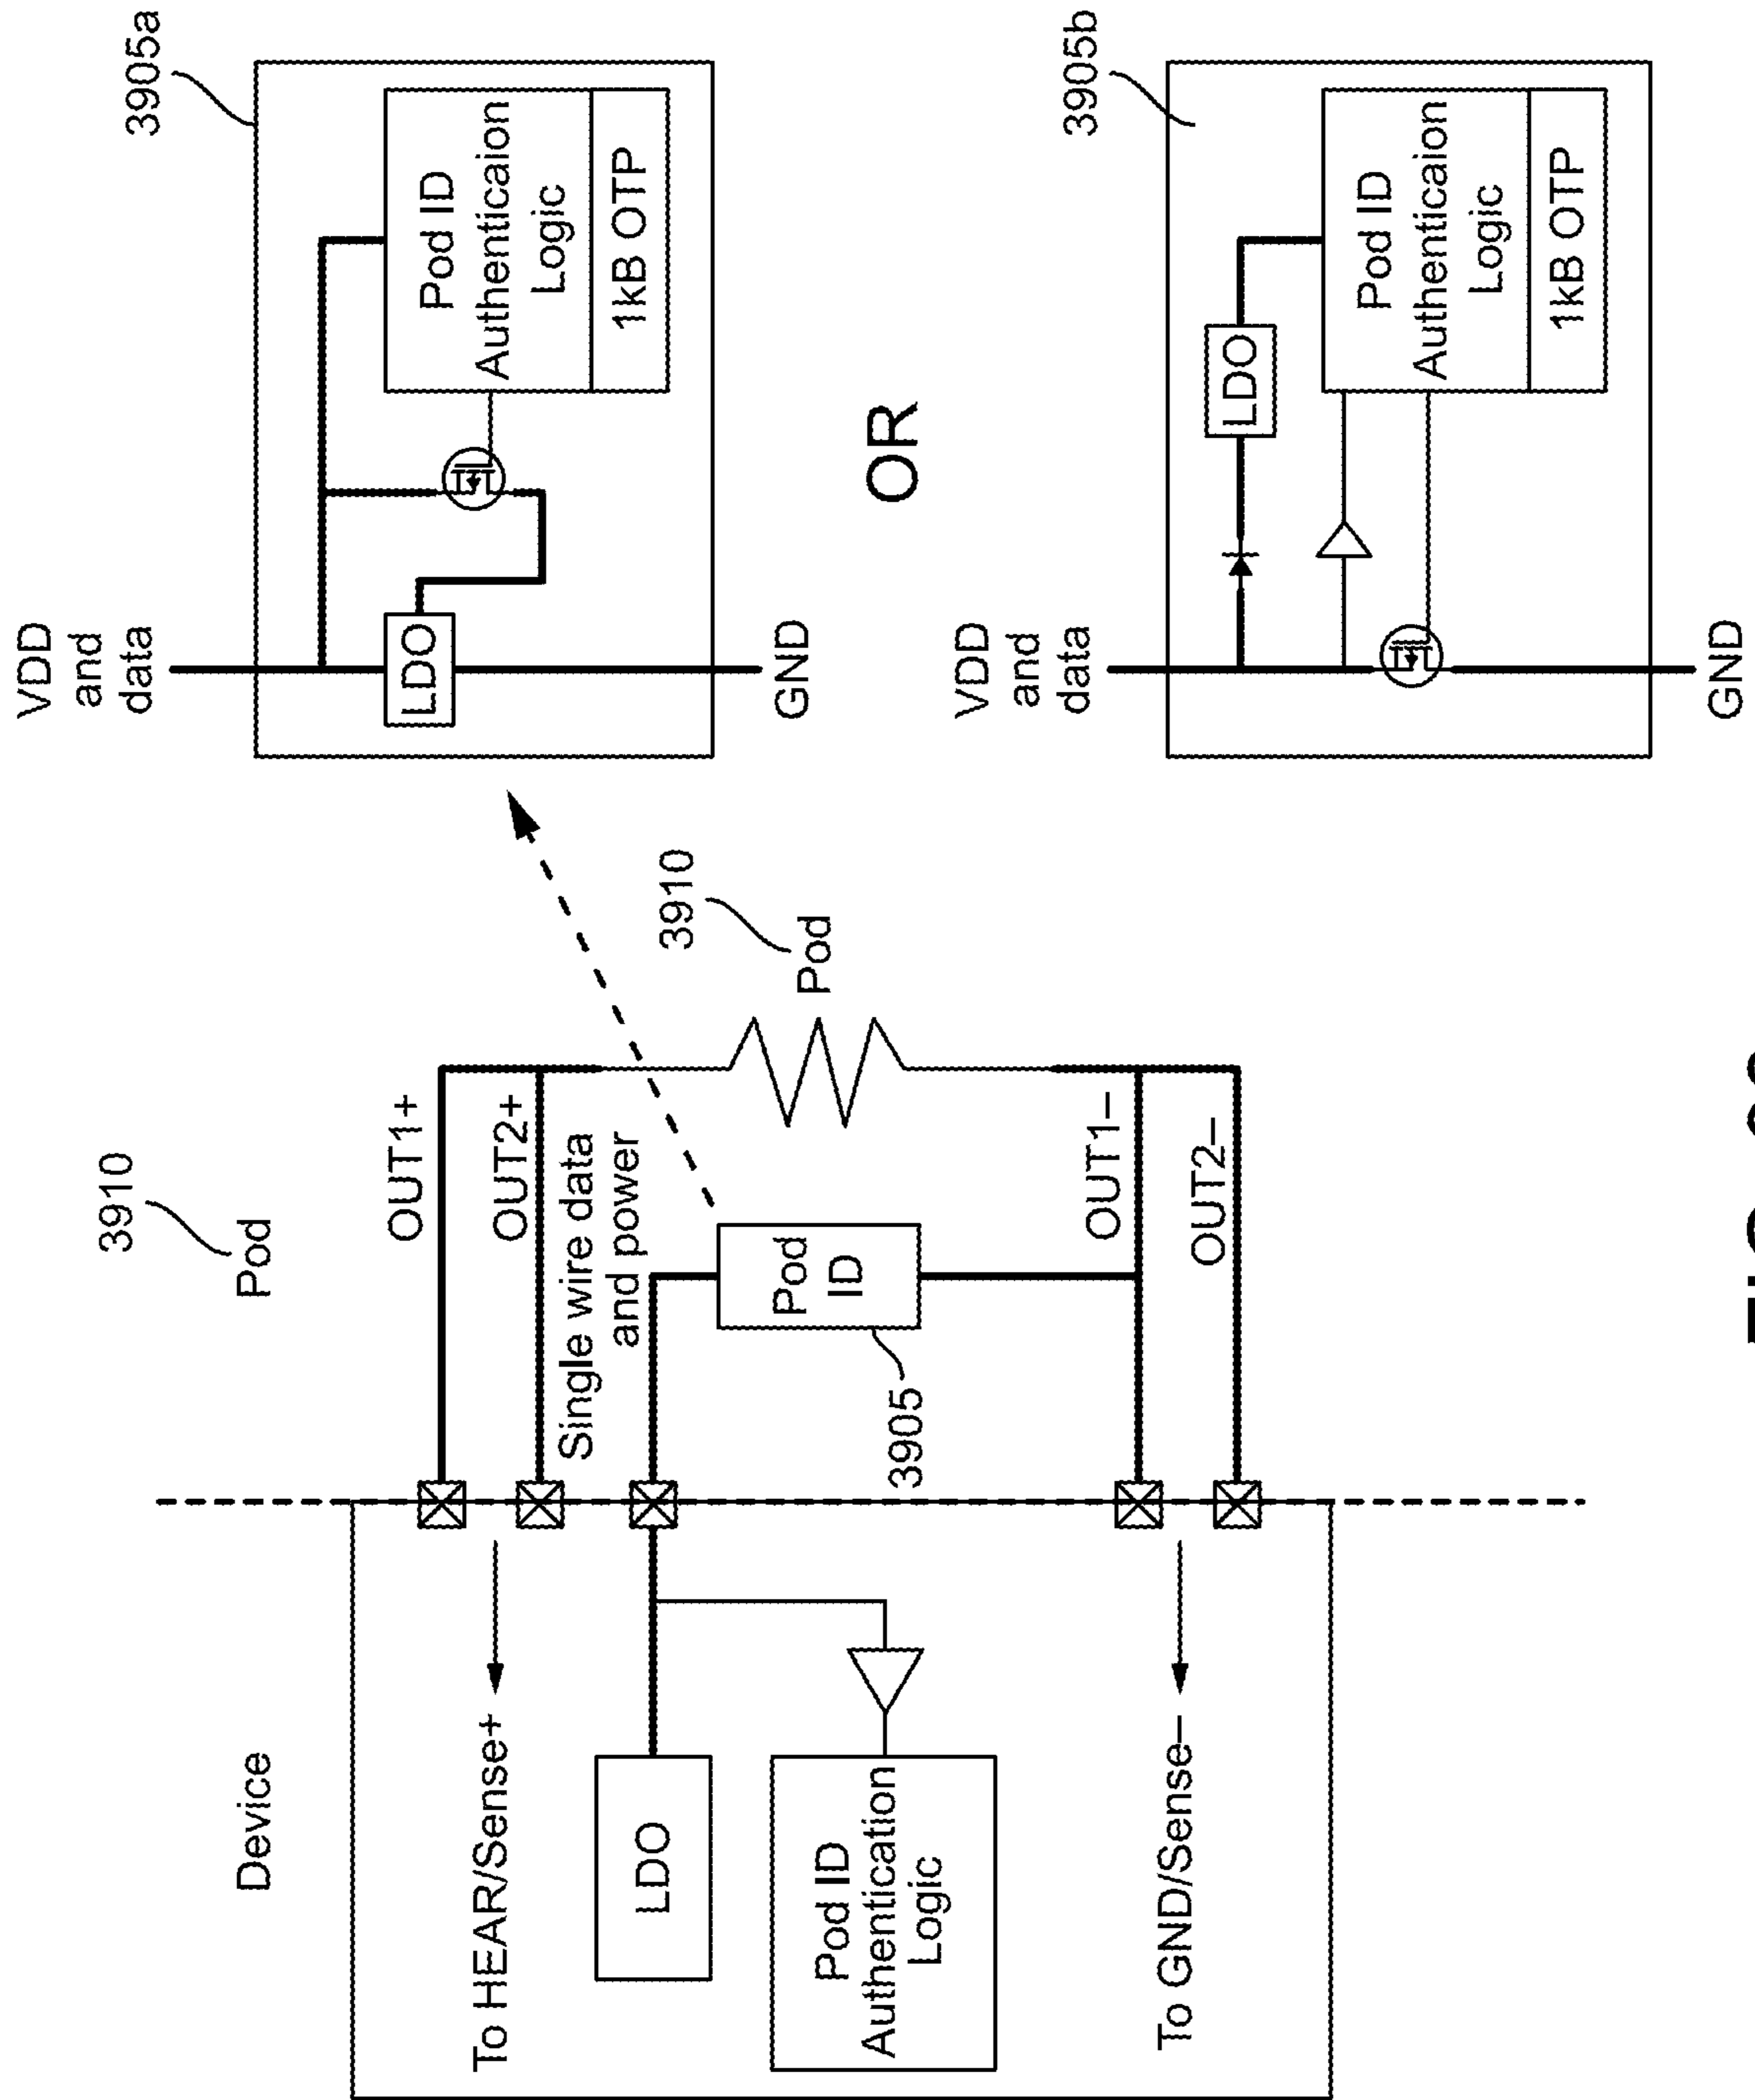 Device
To HEAR/Sense+
LDO
Pod ID
Authentication
Logic
To GND/Sense–
3910
Pod
OUT1+
OUT2+
Single wire data
and power
Pod
ID
3905
OUT1–
OUT2–
3910
Pod
3905a
VDD
and
data
LDO
Pod ID
Authenticaion
Logic
1kB OTP
GND
OR
3905b
VDD
and
data
LDO
Pod ID
Authenticaion
Logic
1kB OTP
GND